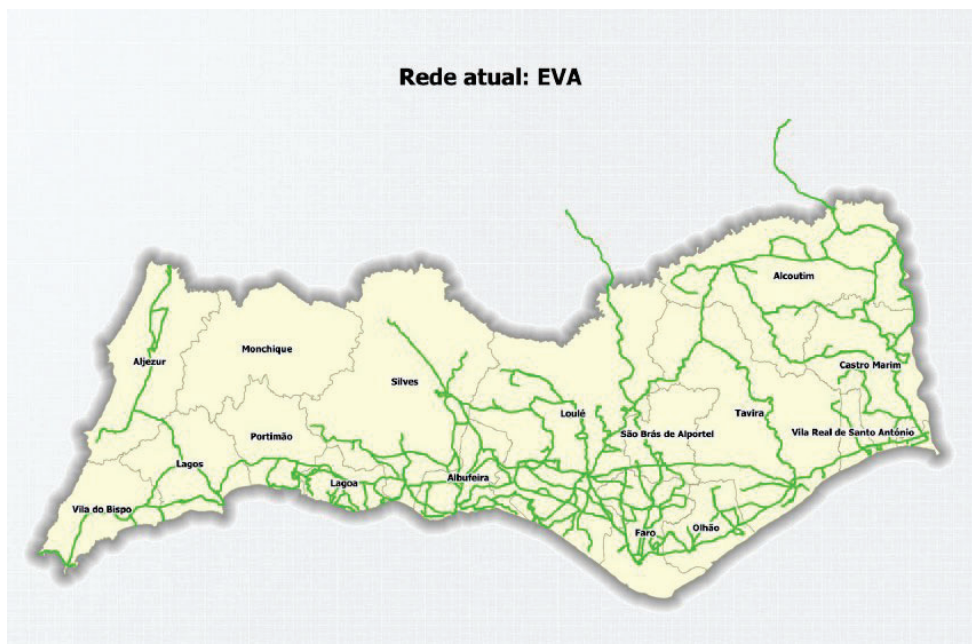 Rede atual: EVA
Alcoutim
Monchique
Aljezur
Castro Marim
Silves
Loulé
Tavira
Portimão
São Brás de Alportel
Vila Real de Santo António
Lagos
Albufeira
Lagoa
Vila do Bispo
Olhão
Faro